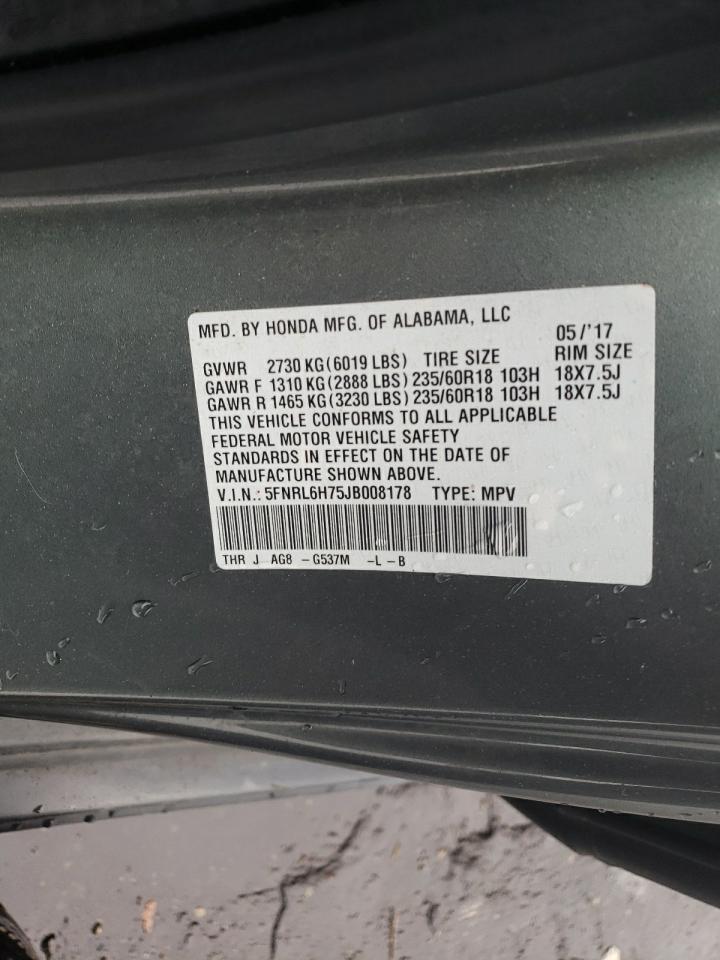 MFD. BY HONDA MFG. OF ALABAMA, LLC 05/'17
GVWR 2730 KG(6019 LBS) TIRE SIZE RIM SIZE
GAWR F 1310 KG(2888 LBS) 235/60R18 103H 18X7.5J
GAWR R 1465 KG(3230 LBS) 235/60R18 103H 18X7.5J
THIS VEHICLE CONFORMS TO ALL APPLICABLE
FEDERAL MOTOR VEHICLE SAFETY
STANDARDS IN EFFECT ON THE DATE OF
MANUFACTURE SHOWN ABOVE.
V.I.N.: 5FNRL6H75JB008178 TYPE: MPV
THR J AG8 -G537M -L-B